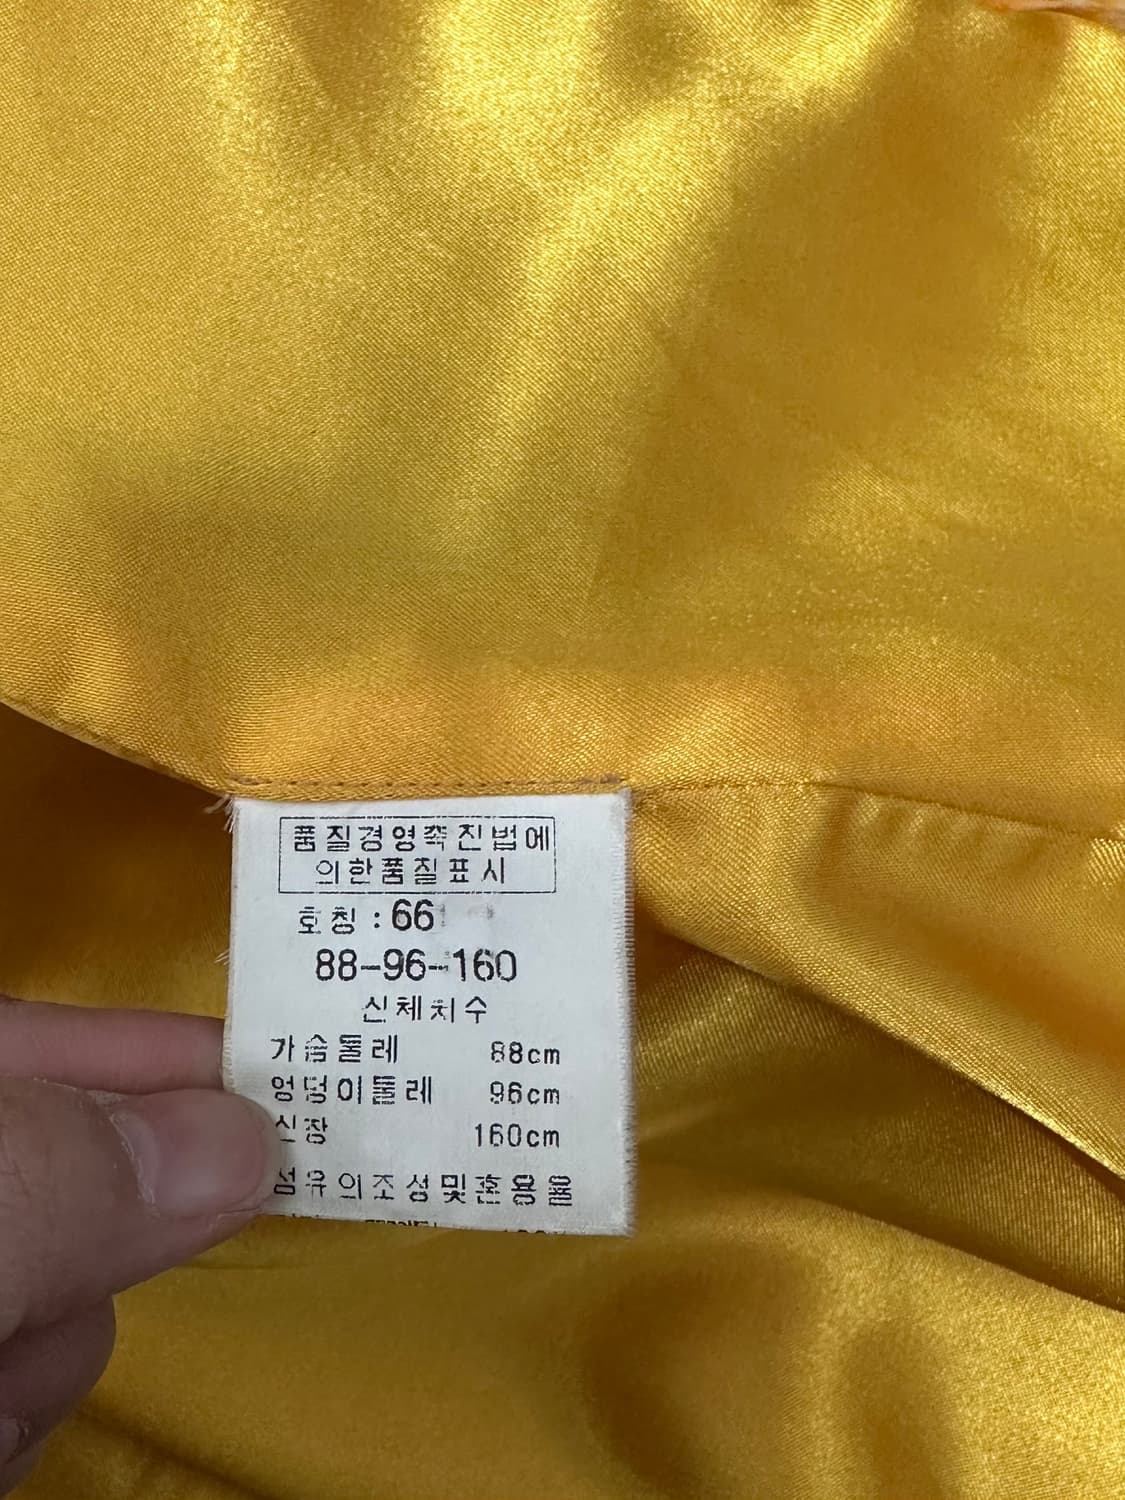 품질경영촉진법에
의한품질표시
호칭 : 66
88-96-160
신체치수
가슴둘레 88cm
엉덩이둘레 96cm
신장 160cm
섬유의조성및혼용율